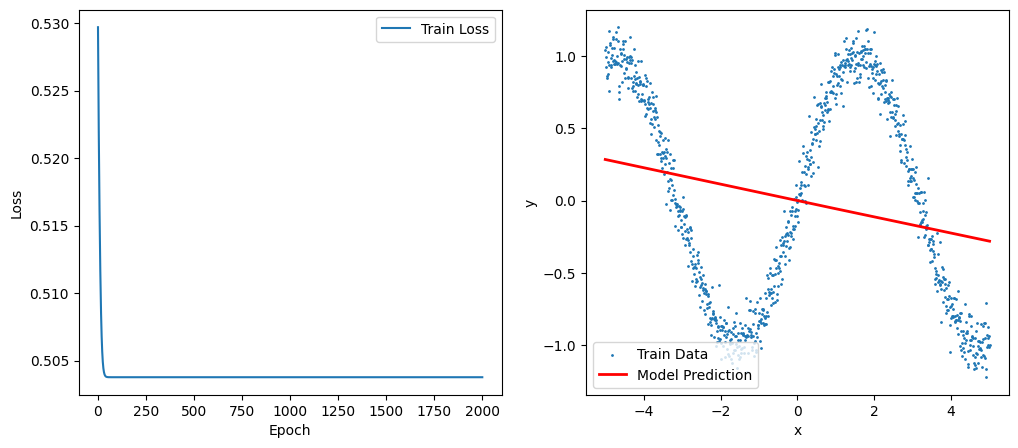 0.530
0.525
0.520
0.515
0.510
0.505
Loss
0 250 500 750 1000 1250 1500 1750 2000
Epoch
Train Loss
1.0
0.5
0.0
−0.5
−1.0
y
−4 −2 0 2 4
x
Train Data
Model Prediction